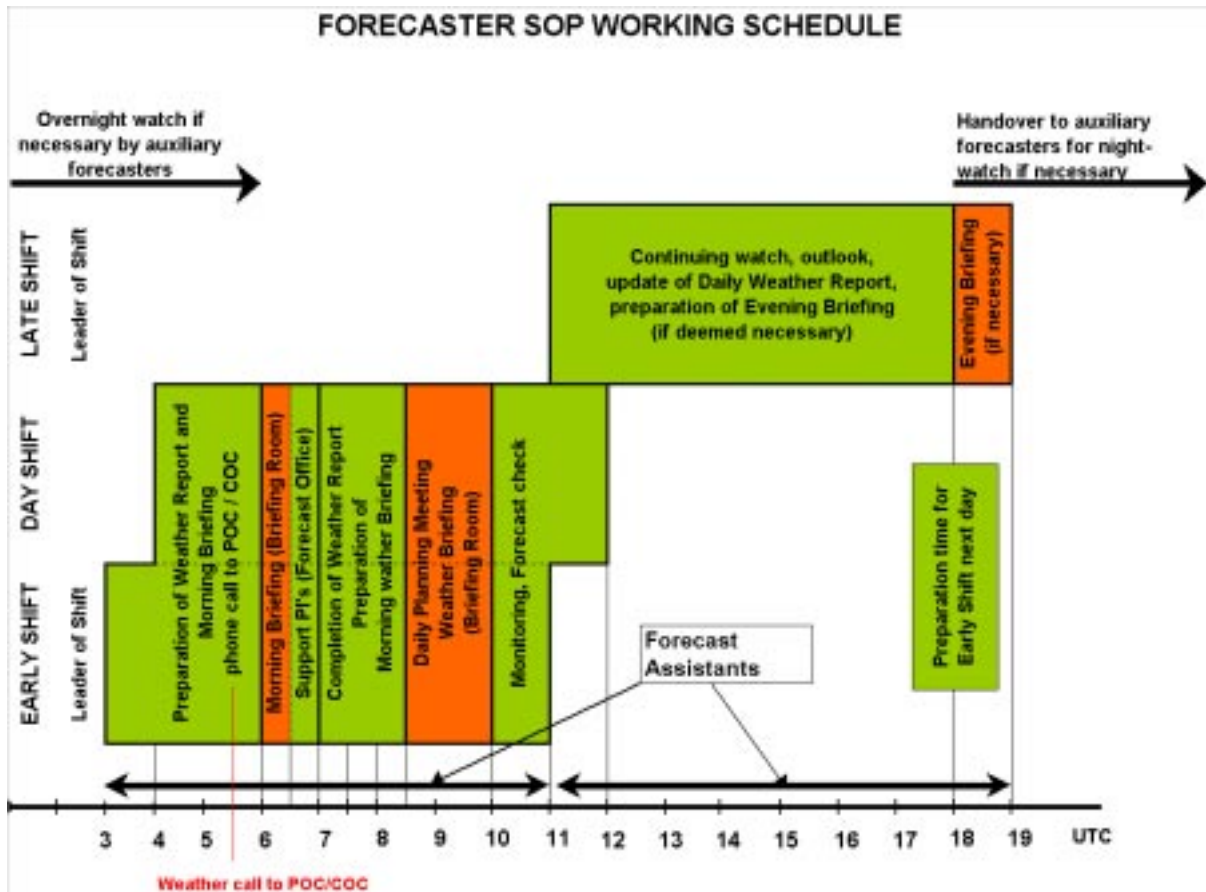 FORECASTER SOP WORKING SCHEDULE
Overnight watch if
necessary by auxiliary
forecasters
Handover to auxiliary
forecasters for night-
watch if necessary
LATE SHIFT
Leader of Shift
Continuing watch, outlook,
update of Daily Weather Report,
preparation of Evening Briefing
(if deemed necessary)
Evening Briefing
(if necessary)
DAY SHIFT
EARLY SHIFT
Leader of Shift
Preparation of Weather Report and
Morning Briefing
phone call to POC / COC
Morning Briefing (Briefing Room)
Support PI's (Forecast Office)
Completion of Weather Report
Preparation of
Morning wather Briefing
Daily Planning Meeting
Weather Briefing
(Briefing Room)
Monitoring, Forecast check
Forecast
Assistants
Preparation time for
Early Shift next day
3 4 5 6 7 8 9 10 11 12 13 14 15 16 17 18 19 UTC
Weather call to POC/COC